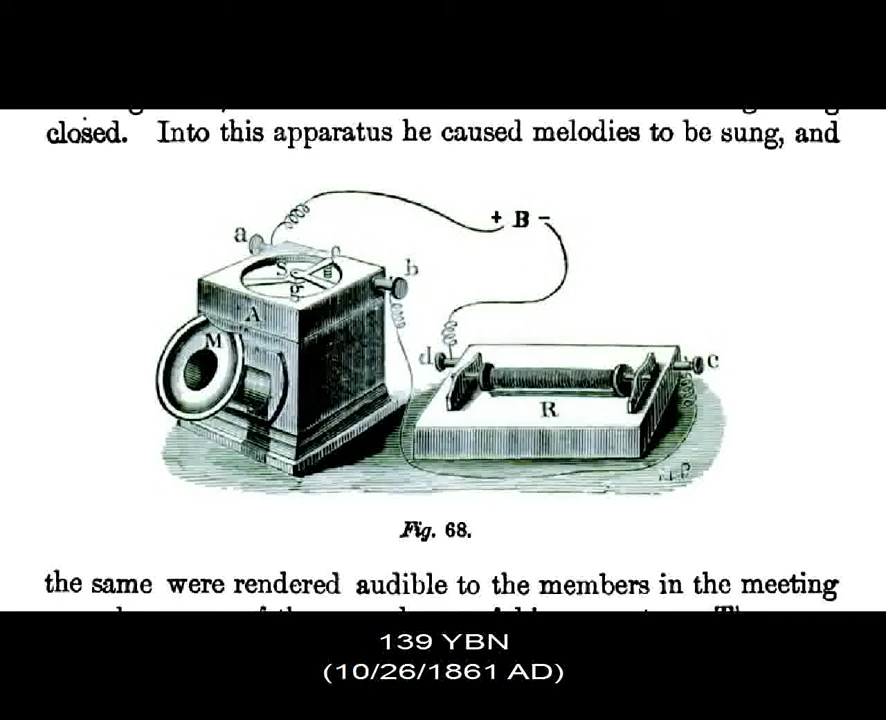 closed. Into this apparatus he caused melodies to be sung, and
+ B -
a
f
b
S
g
A
M
d
c
R
Fig. 68.
the same were rendered audible to the members in the meeting
139 YBN
(10/26/1861 AD)